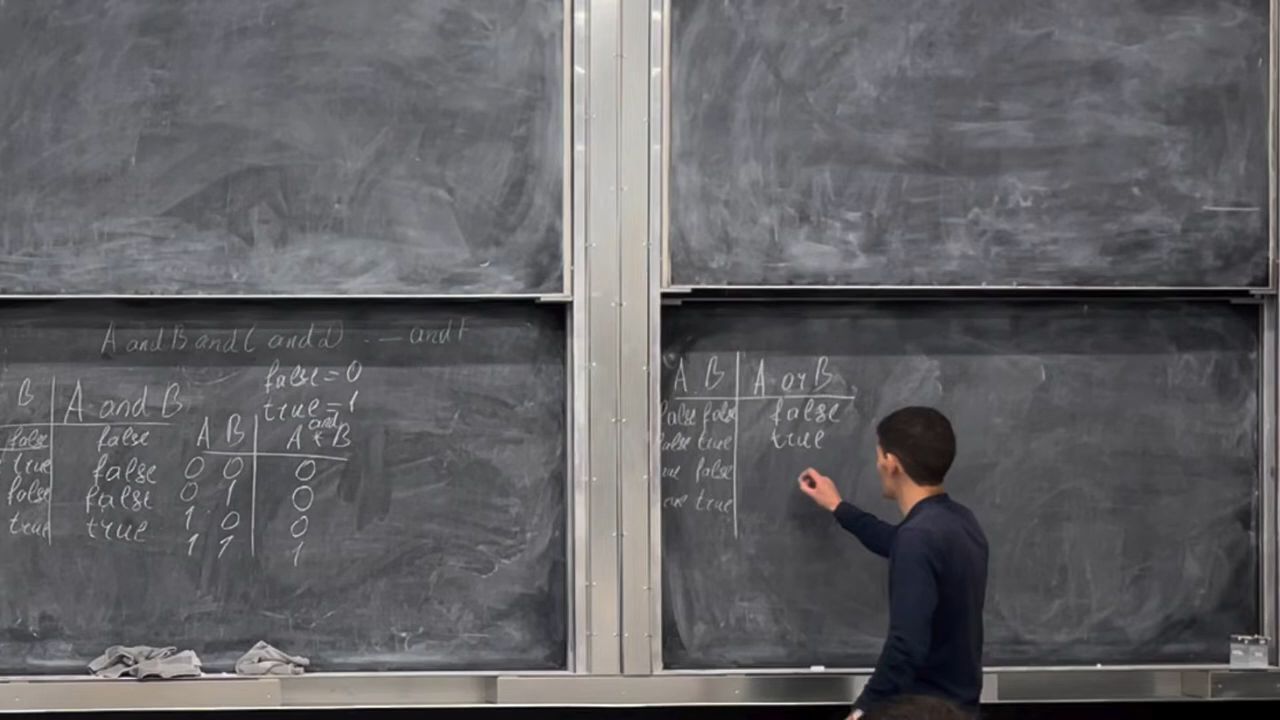 A and B and C and D ... and F
false = 0
true = 1
B | A and B
false | false
true | false
false | false
true | true
A B | A and * B
0 0 | 0
0 1 | 0
1 0 | 0
1 1 | 1
A B | A or B
false false | false
false true | true
false
true